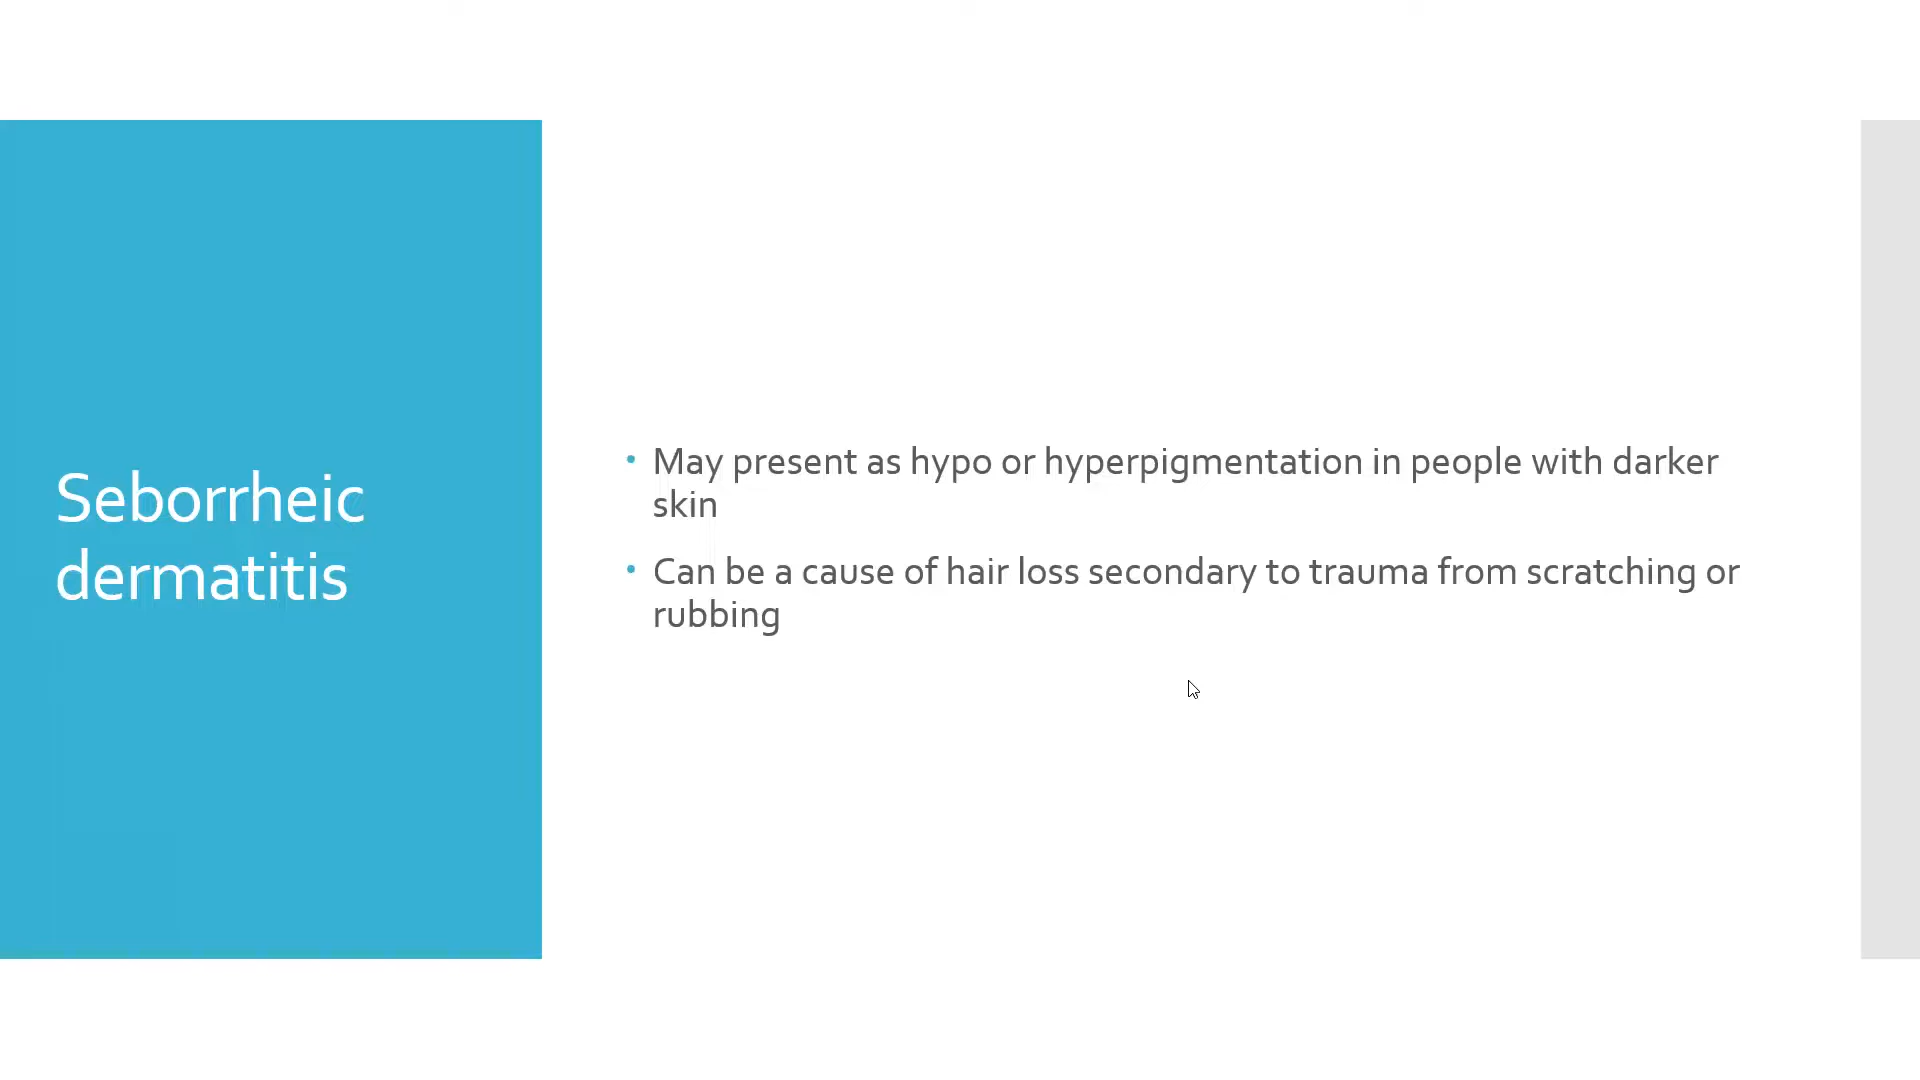 Seborrheic
dermatitis
• May present as hypo or hyperpigmentation in people with darker
skin
• Can be a cause of hair loss secondary to trauma from scratching or
rubbing